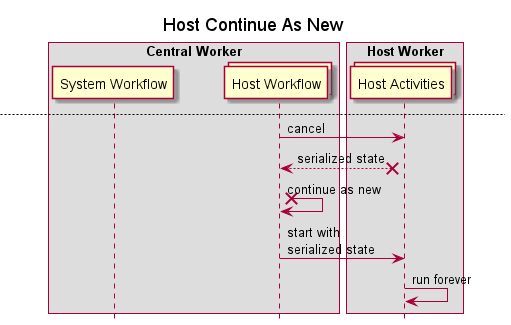 Host Continue As New
Central Worker
Host Worker
System Workflow
Host Workflow
Host Activities
cancel
serialized state
continue as new
start with
serialized state
run forever